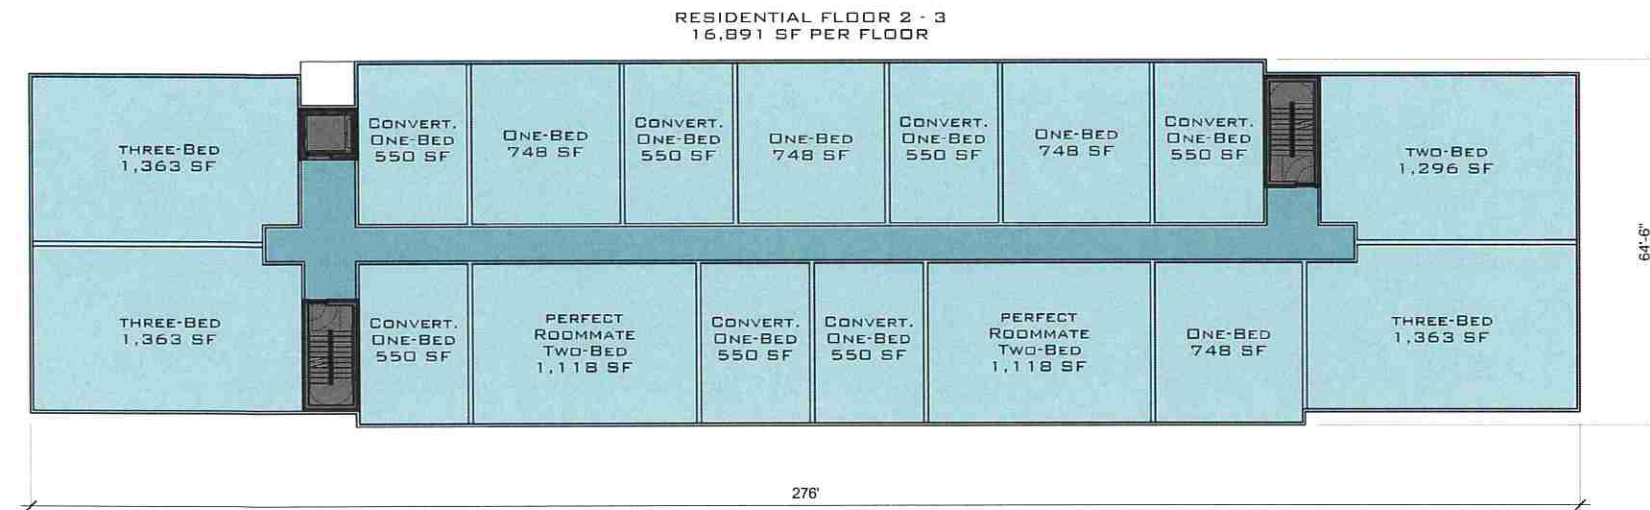 RESIDENTIAL FLOOR 2 - 3
16,891 SF PER FLOOR
THREE-BED
1,363 SF
CONVERT.
ONE-BED
550 SF
ONE-BED
748 SF
CONVERT.
ONE-BED
550 SF
ONE-BED
748 SF
CONVERT.
ONE-BED
550 SF
ONE-BED
748 SF
CONVERT.
ONE-BED
550 SF
TWO-BED
1,296 SF
64'-6"
THREE-BED
1,363 SF
CONVERT.
ONE-BED
550 SF
PERFECT
ROOMMATE
TWO-BED
1,118 SF
CONVERT.
ONE-BED
550 SF
CONVERT.
ONE-BED
550 SF
PERFECT
ROOMMATE
TWO-BED
1,118 SF
ONE-BED
748 SF
THREE-BED
1,363 SF
276'